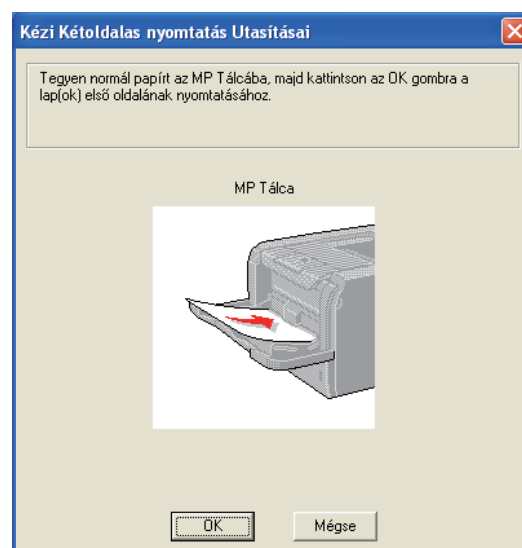 Kézi Kétoldalas nyomtatás Utasításai
Tegyen normál papírt az MP Tálcába, majd kattintson az OK gombra a
lap(ok) első oldalának nyomtatásához.
MP Tálca
OK
Mégse